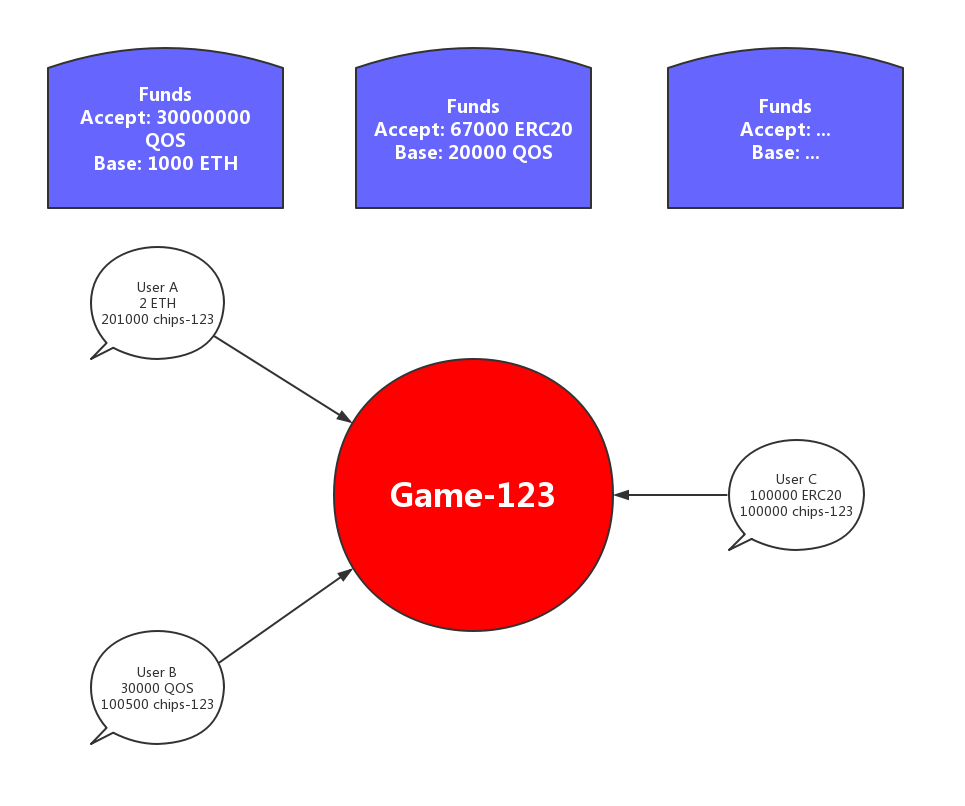 Funds
Accept: 30000000
QOS
Base: 1000 ETH
Funds
Accept: 67000 ERC20
Base: 20000 QOS
Funds
Accept: ...
Base: ...
User A
2 ETH
201000 chips-123
Game-123
User C
100000 ERC20
100000 chips-123
User B
30000 QOS
100500 chips-123